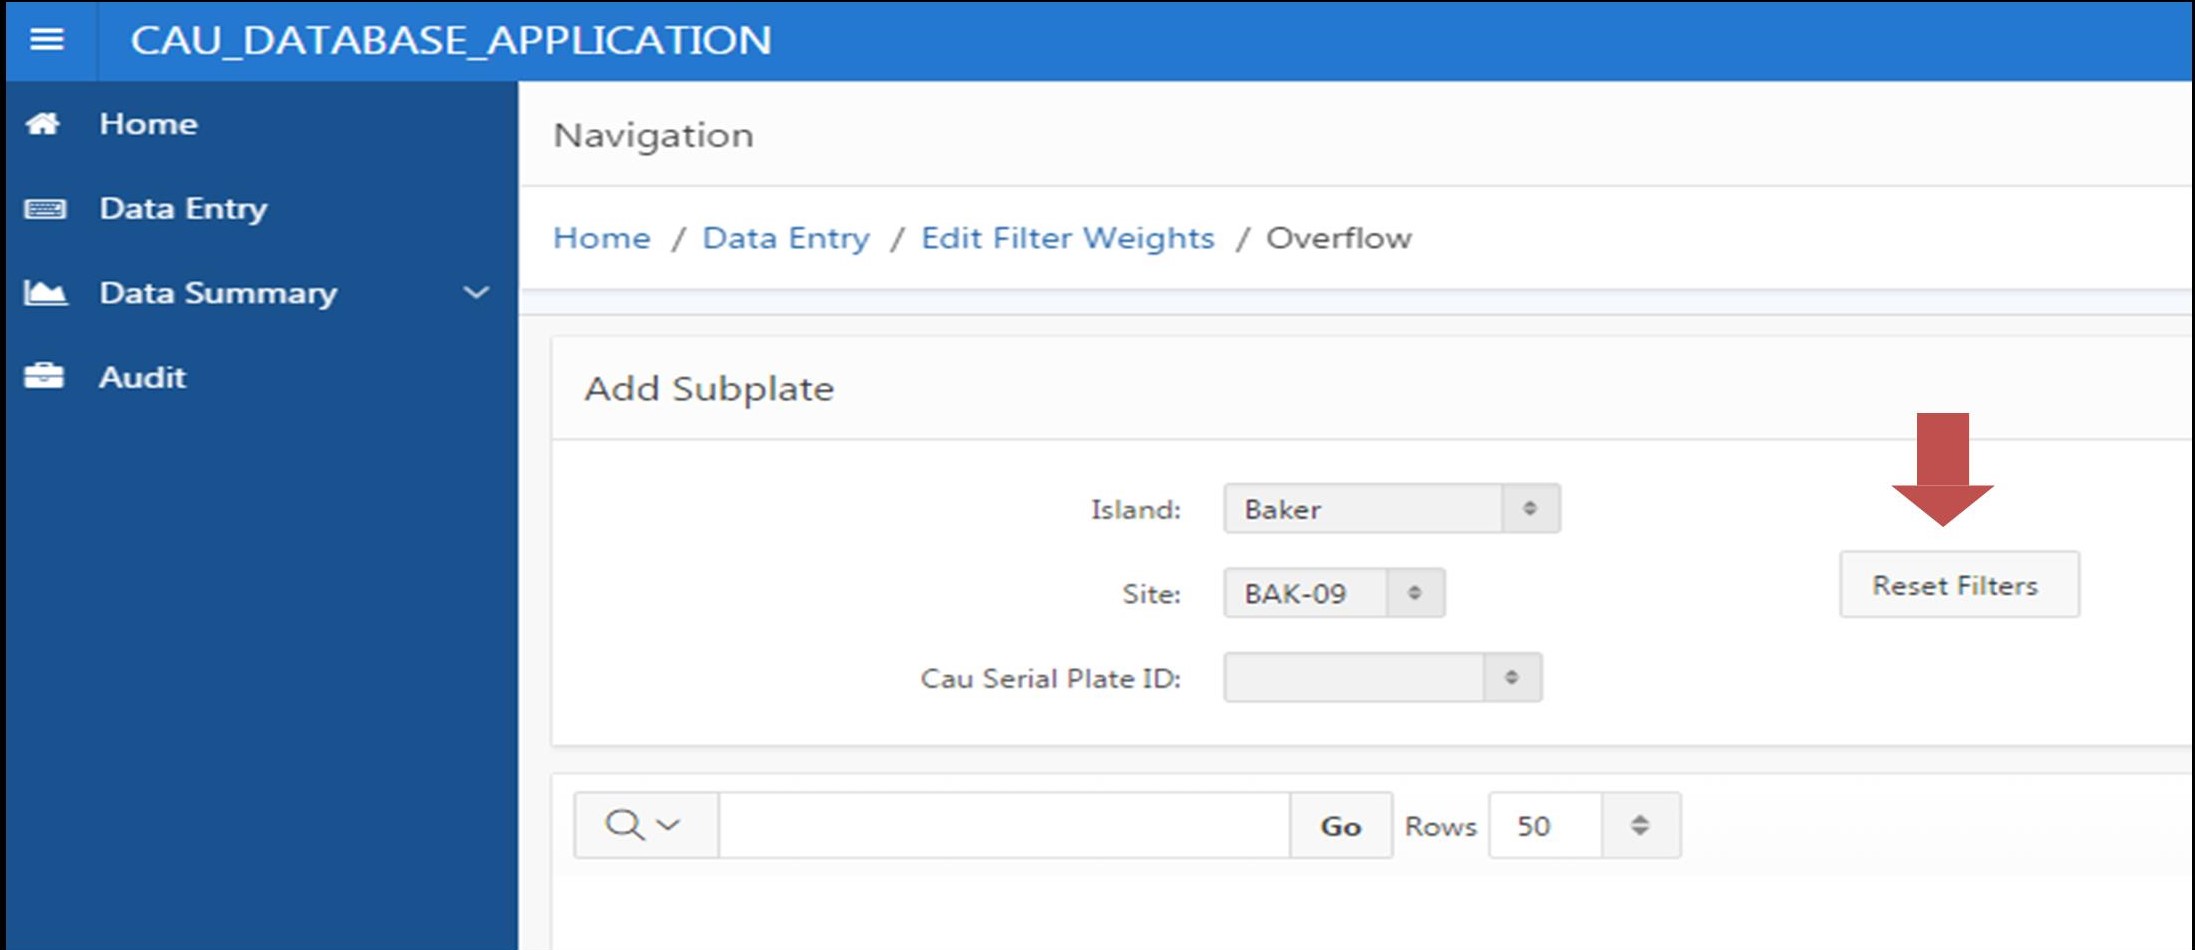 CAU_DATABASE_APPLICATION
Home
Data Entry
Data Summary
Audit
Navigation
Home / Data Entry / Edit Filter Weights / Overflow
Add Subplate
Island: Baker
Site: BAK-09
Reset Filters
Cau Serial Plate ID:
Go Rows 50